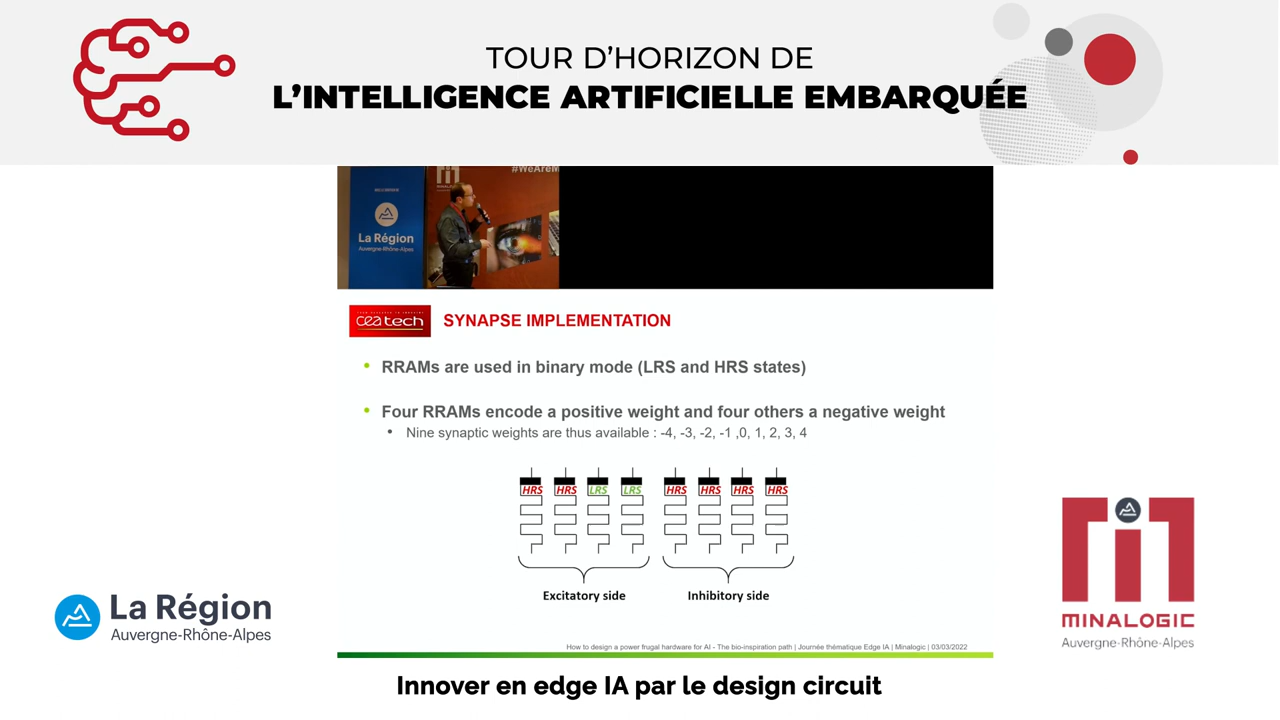 TOUR D'HORIZON DE
L'INTELLIGENCE ARTIFICIELLE EMBARQUÉE
#WeAreM
MINALOGIC
La Région
Auvergne-Rhône-Alpes
ceatech
SYNAPSE IMPLEMENTATION
• RRAMs are used in binary mode (LRS and HRS states)
• Four RRAMs encode a positive weight and four others a negative weight
• Nine synaptic weights are thus available : -4, -3, -2, -1 ,0, 1, 2, 3, 4
HRS HRS LRS LRS HRS HRS HRS HRS
Excitatory side Inhibitory side
How to design a power frugal hardware for AI - The bio-inspiration path | Journée thématique Edge IA | Minalogic | 03/03/2022
La Région
Auvergne-Rhône-Alpes
MINALOGIC
Auvergne-Rhône-Alpes
Innover en edge IA par le design circuit